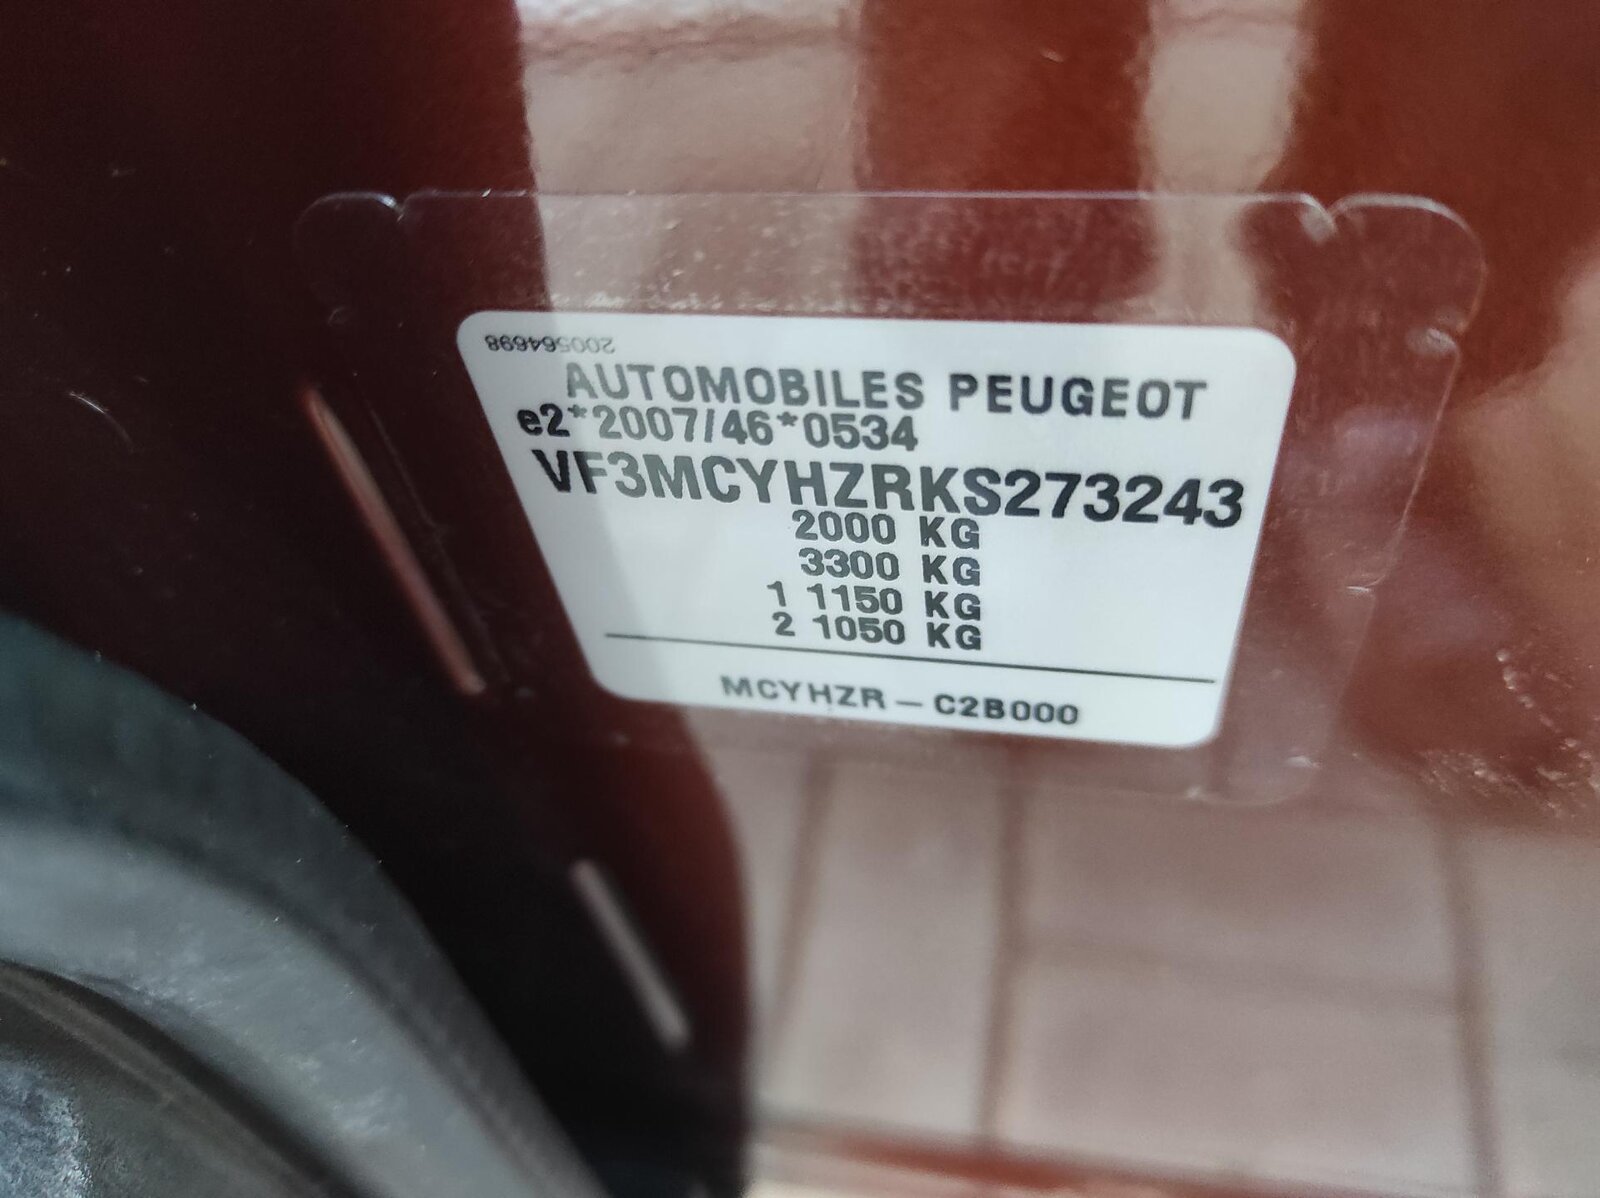 200564698
AUTOMOBILES PEUGEOT
e2*2007/46*0534
VF3MCYHZRKS273243
2000 KG
3300 KG
1 1150 KG
2 1050 KG
MCYHZR — C2B000